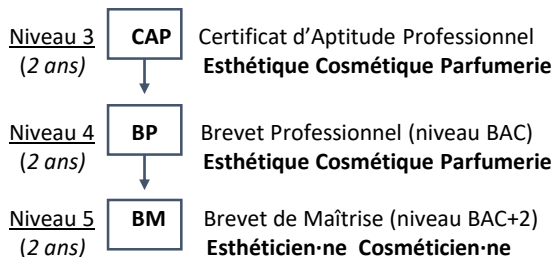 Niveau 3 CAP Certificat d'Aptitude Professionnel
(2 ans) Esthétique Cosmétique Parfumerie
Niveau 4 BP Brevet Professionnel (niveau BAC)
(2 ans) Esthétique Cosmétique Parfumerie
Niveau 5 BM Brevet de Maîtrise (niveau BAC+2)
(2 ans) Esthéticien·ne Cosméticien·ne